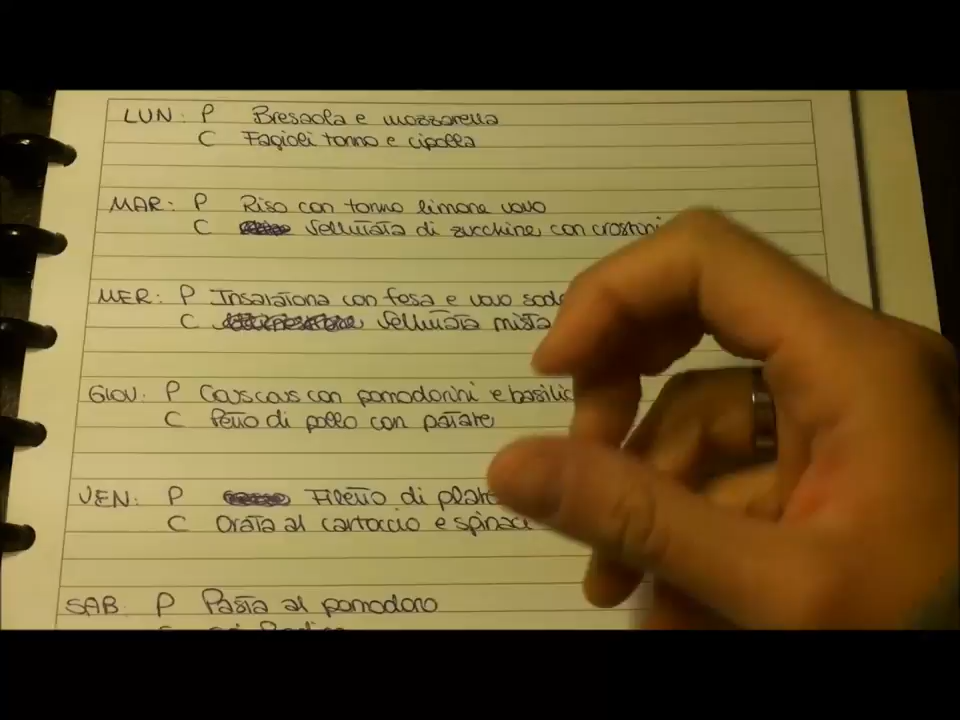 LUN: P Bresaola e mozzarella
C Fagioli tonno e cipolla
MAR: P Riso con tonno limone uovo
C Vellutata di zucchine con crostini
MER: P Insalatona con fesa e uovo sodo
C Vellutata mista
GIOV: P Couscous con pomodorini e basilico
C Petto di pollo con patate
VEN: P Filetto di
C Orata al cartoccio e spinaci
SAB: P Pasta al pomodoro